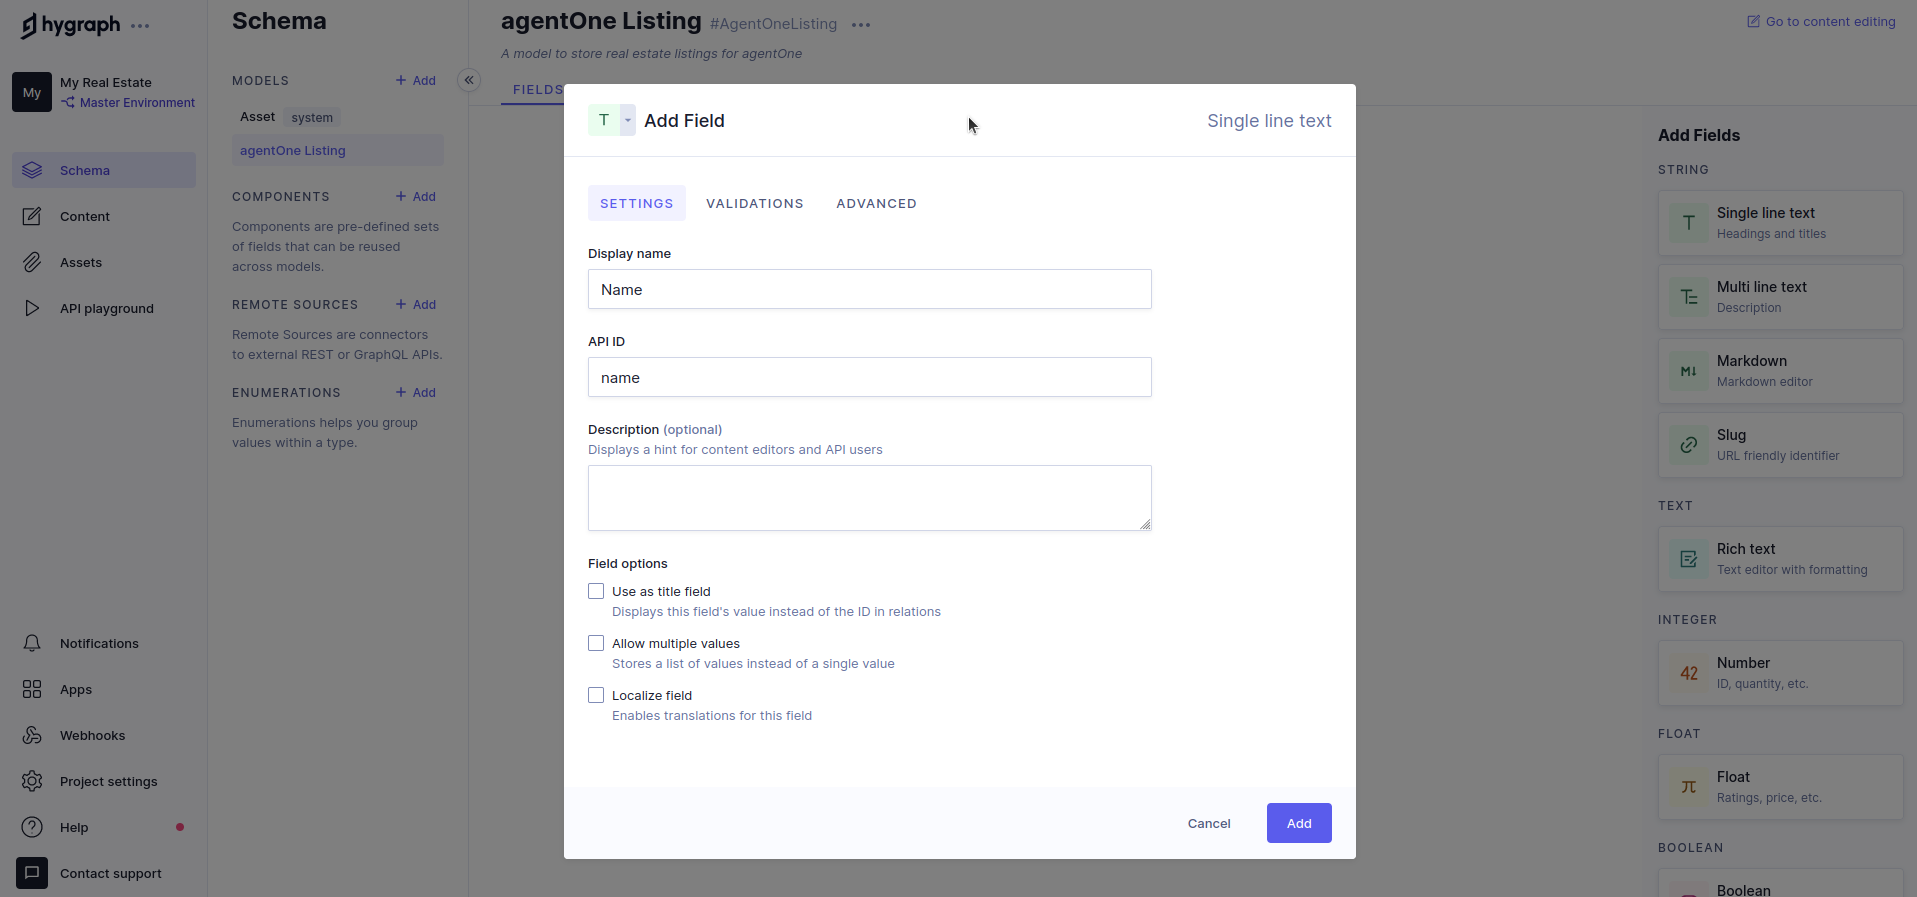 hygraph
My
My Real Estate
Master Environment
Schema
Content
Assets
API playground
Notifications
Apps
Webhooks
Project settings
Help
Contact support
Schema
MODELS
+ Add
Asset system
agentOne Listing
COMPONENTS
+ Add
Components are pre-defined sets
of fields that can be reused
across models.
REMOTE SOURCES
+ Add
Remote Sources are connectors
to external REST or GraphQL APIs.
ENUMERATIONS
+ Add
Enumerations helps you group
values within a type.
agentOne Listing #AgentOneListing
A model to store real estate listings for agentOne
FIELDS
Go to content editing
T Add Field
Single line text
SETTINGS VALIDATIONS ADVANCED
Display name
Name
API ID
name
Description (optional)
Displays a hint for content editors and API users
Field options
Use as title field
Displays this field's value instead of the ID in relations
Allow multiple values
Stores a list of values instead of a single value
Localize field
Enables translations for this field
Cancel
Add
Add Fields
STRING
T
Single line text
Headings and titles
T
Multi line text
Description
M↓
Markdown
Markdown editor
Slug
URL friendly identifier
TEXT
Rich text
Text editor with formatting
INTEGER
42
Number
ID, quantity, etc.
FLOAT
π
Float
Ratings, price, etc.
BOOLEAN
Boolean